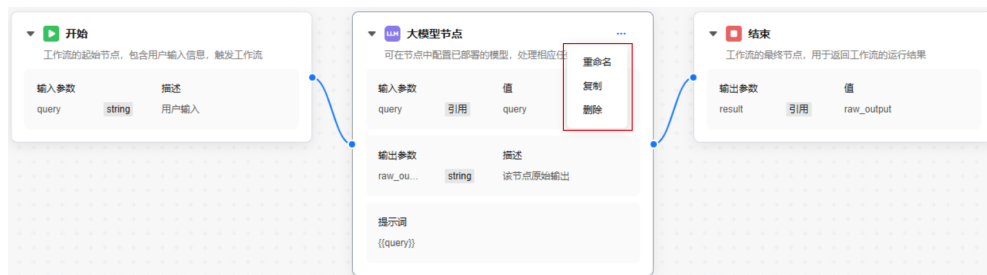 开始
工作流的起始节点，包含用户输入信息，触发工作流
输入参数 描述
query string 用户输入
LLM 大模型节点 ...
可在节点中配置已部署的模型，处理相应任
重命名
复制
删除
输入参数 值
query 引用 query
输出参数 描述
raw_ou... string 该节点原始输出
提示词
{{query}}
结束
工作流的最终节点，用于返回工作流的运行结果
输出参数 值
result 引用 raw_output